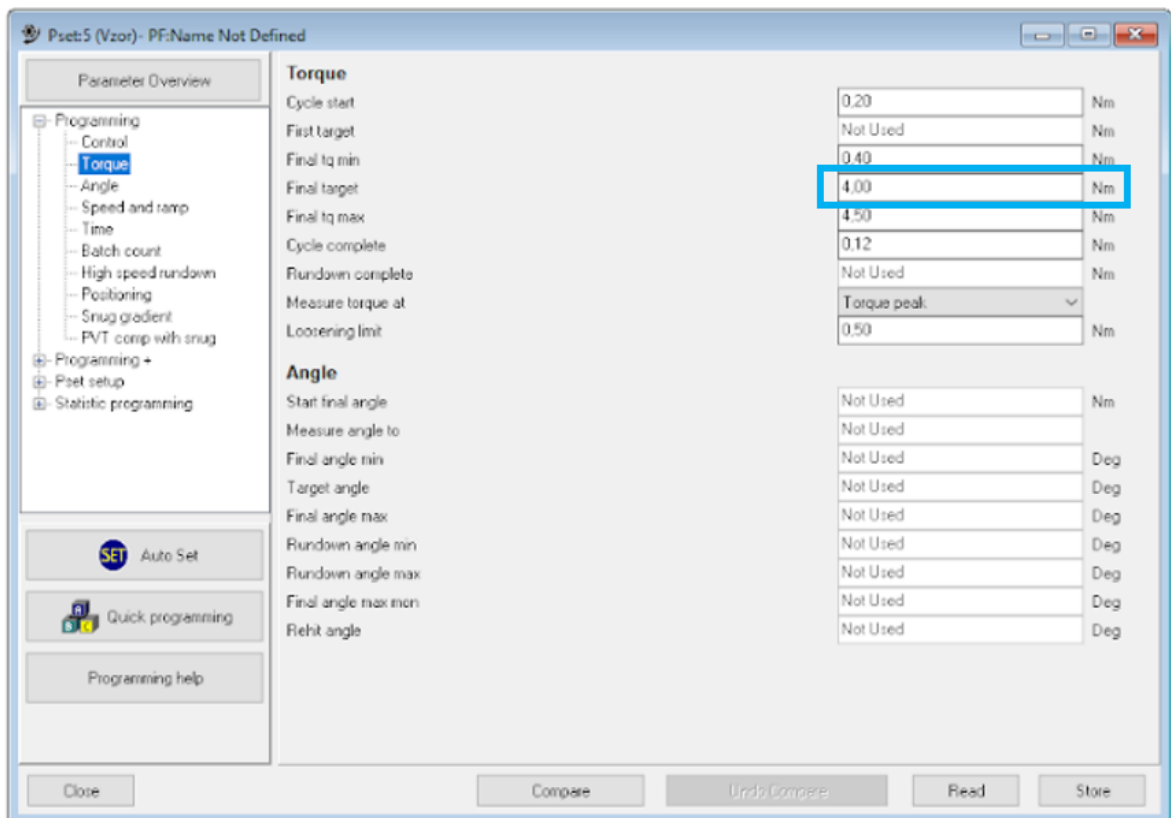 Pset:5 (Vzor)- PF:Name Not Defined
Parameter Overview
Programming
Control
Torque
Angle
Speed and ramp
Time
Batch count
High speed rundown
Positioning
Snug gradient
PVT comp with snug
Programming +
Pset setup
Statistic programming
SET Auto Set
A B C Quick programming
Programming help
Torque
Cycle start 0,20 Nm
First target Not Used Nm
Final tq min 0,40 Nm
Final target 4,00 Nm
Final tq max 4,50 Nm
Cycle complete 0,12 Nm
Rundown complete Not Used Nm
Measure torque at Torque peak
Loosening limit 0,50 Nm
Angle
Start final angle Not Used Nm
Measure angle to Not Used
Final angle min Not Used Deg
Target angle Not Used Deg
Final angle max Not Used Deg
Rundown angle min Not Used Deg
Rundown angle max Not Used Deg
Final angle max mon Not Used Deg
Rehit angle Not Used Deg
Close Compare Undo Compare Read Store